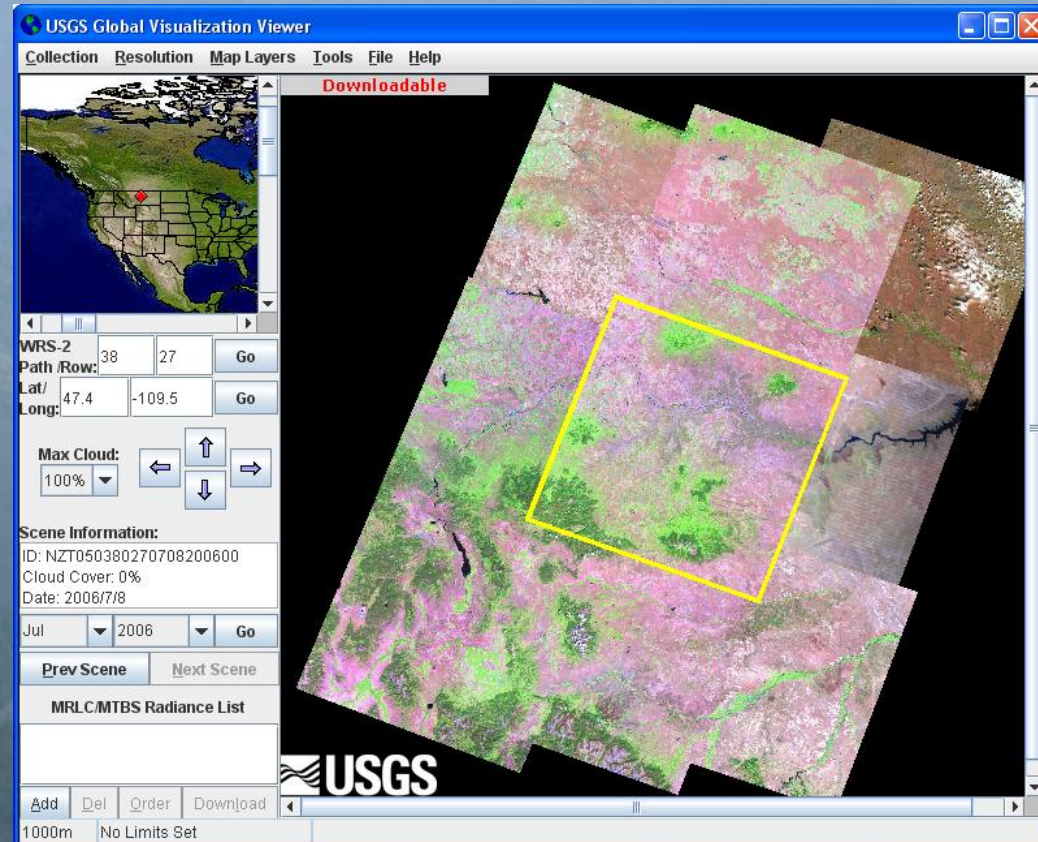 USGS Global Visualization Viewer
Collection Resolution Map Layers Tools File Help
Downloadable
WRS-2
Path /Row: 38 27 Go
Lat/
Long: 47.4 -109.5 Go
Max Cloud:
100%
Scene Information:
ID: NZT050380270708200600
Cloud Cover: 0%
Date: 2006/7/8
Jul 2006 Go
Prev Scene Next Scene
MRLC/MTBS Radiance List
Add Del Order Download
USGS
1000m No Limits Set